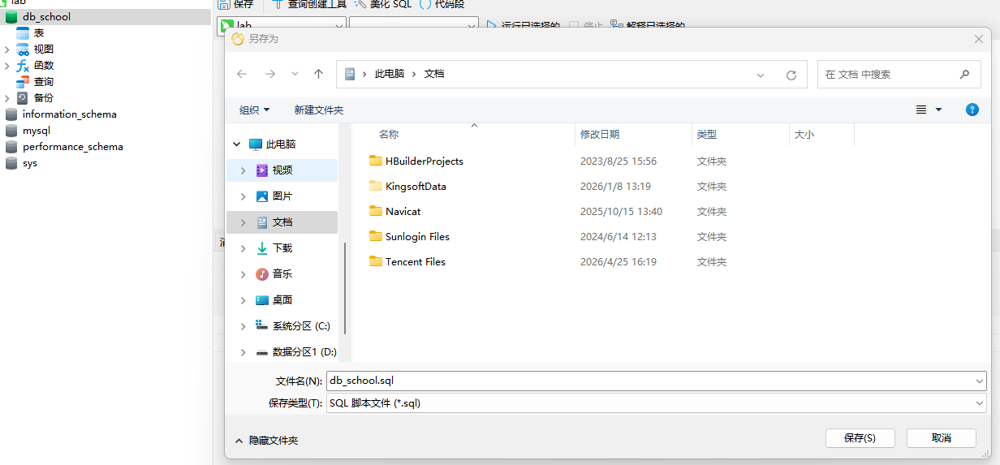 lab
db_school
表
视图
函数
查询
备份
information_schema
mysql
performance_schema
sys
保存 查询创建工具 美化 SQL () 代码段
lab 运行已选择的 停止 解释已选择的
另存为
此电脑 › 文档
在 文档 中搜索
组织 新建文件夹
此电脑
视频
图片
文档
下载
音乐
桌面
系统分区 (C:)
数据分区1 (D:)
名称 修改日期 类型 大小
HBuilderProjects 2023/8/25 15:56 文件夹
KingsoftData 2026/1/8 13:19 文件夹
Navicat 2025/10/15 13:40 文件夹
Sunlogin Files 2024/6/14 12:13 文件夹
Tencent Files 2026/4/25 16:19 文件夹
文件名(N): db_school.sql
保存类型(T): SQL 脚本文件 (*.sql)
隐藏文件夹 保存(S) 取消